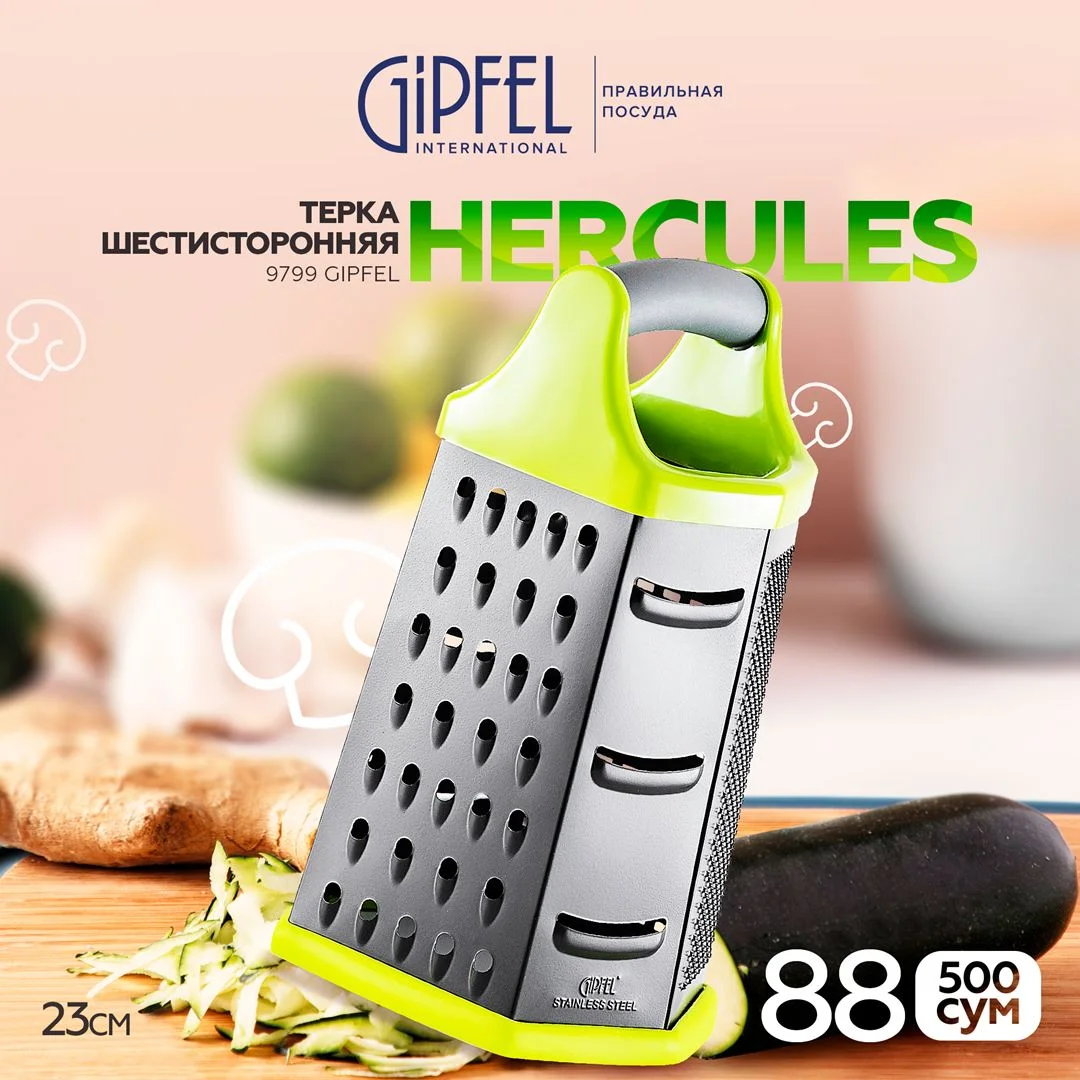 GIPFEL
INTERNATIONAL
ПРАВИЛЬНАЯ
ПОСУДА
ТЕРКА
ШЕСТИСТОРОННЯЯ
9799 GIPFEL
HERCULES
GIPFEL
STAINLESS STEEL
23СМ
88 500
СУМ